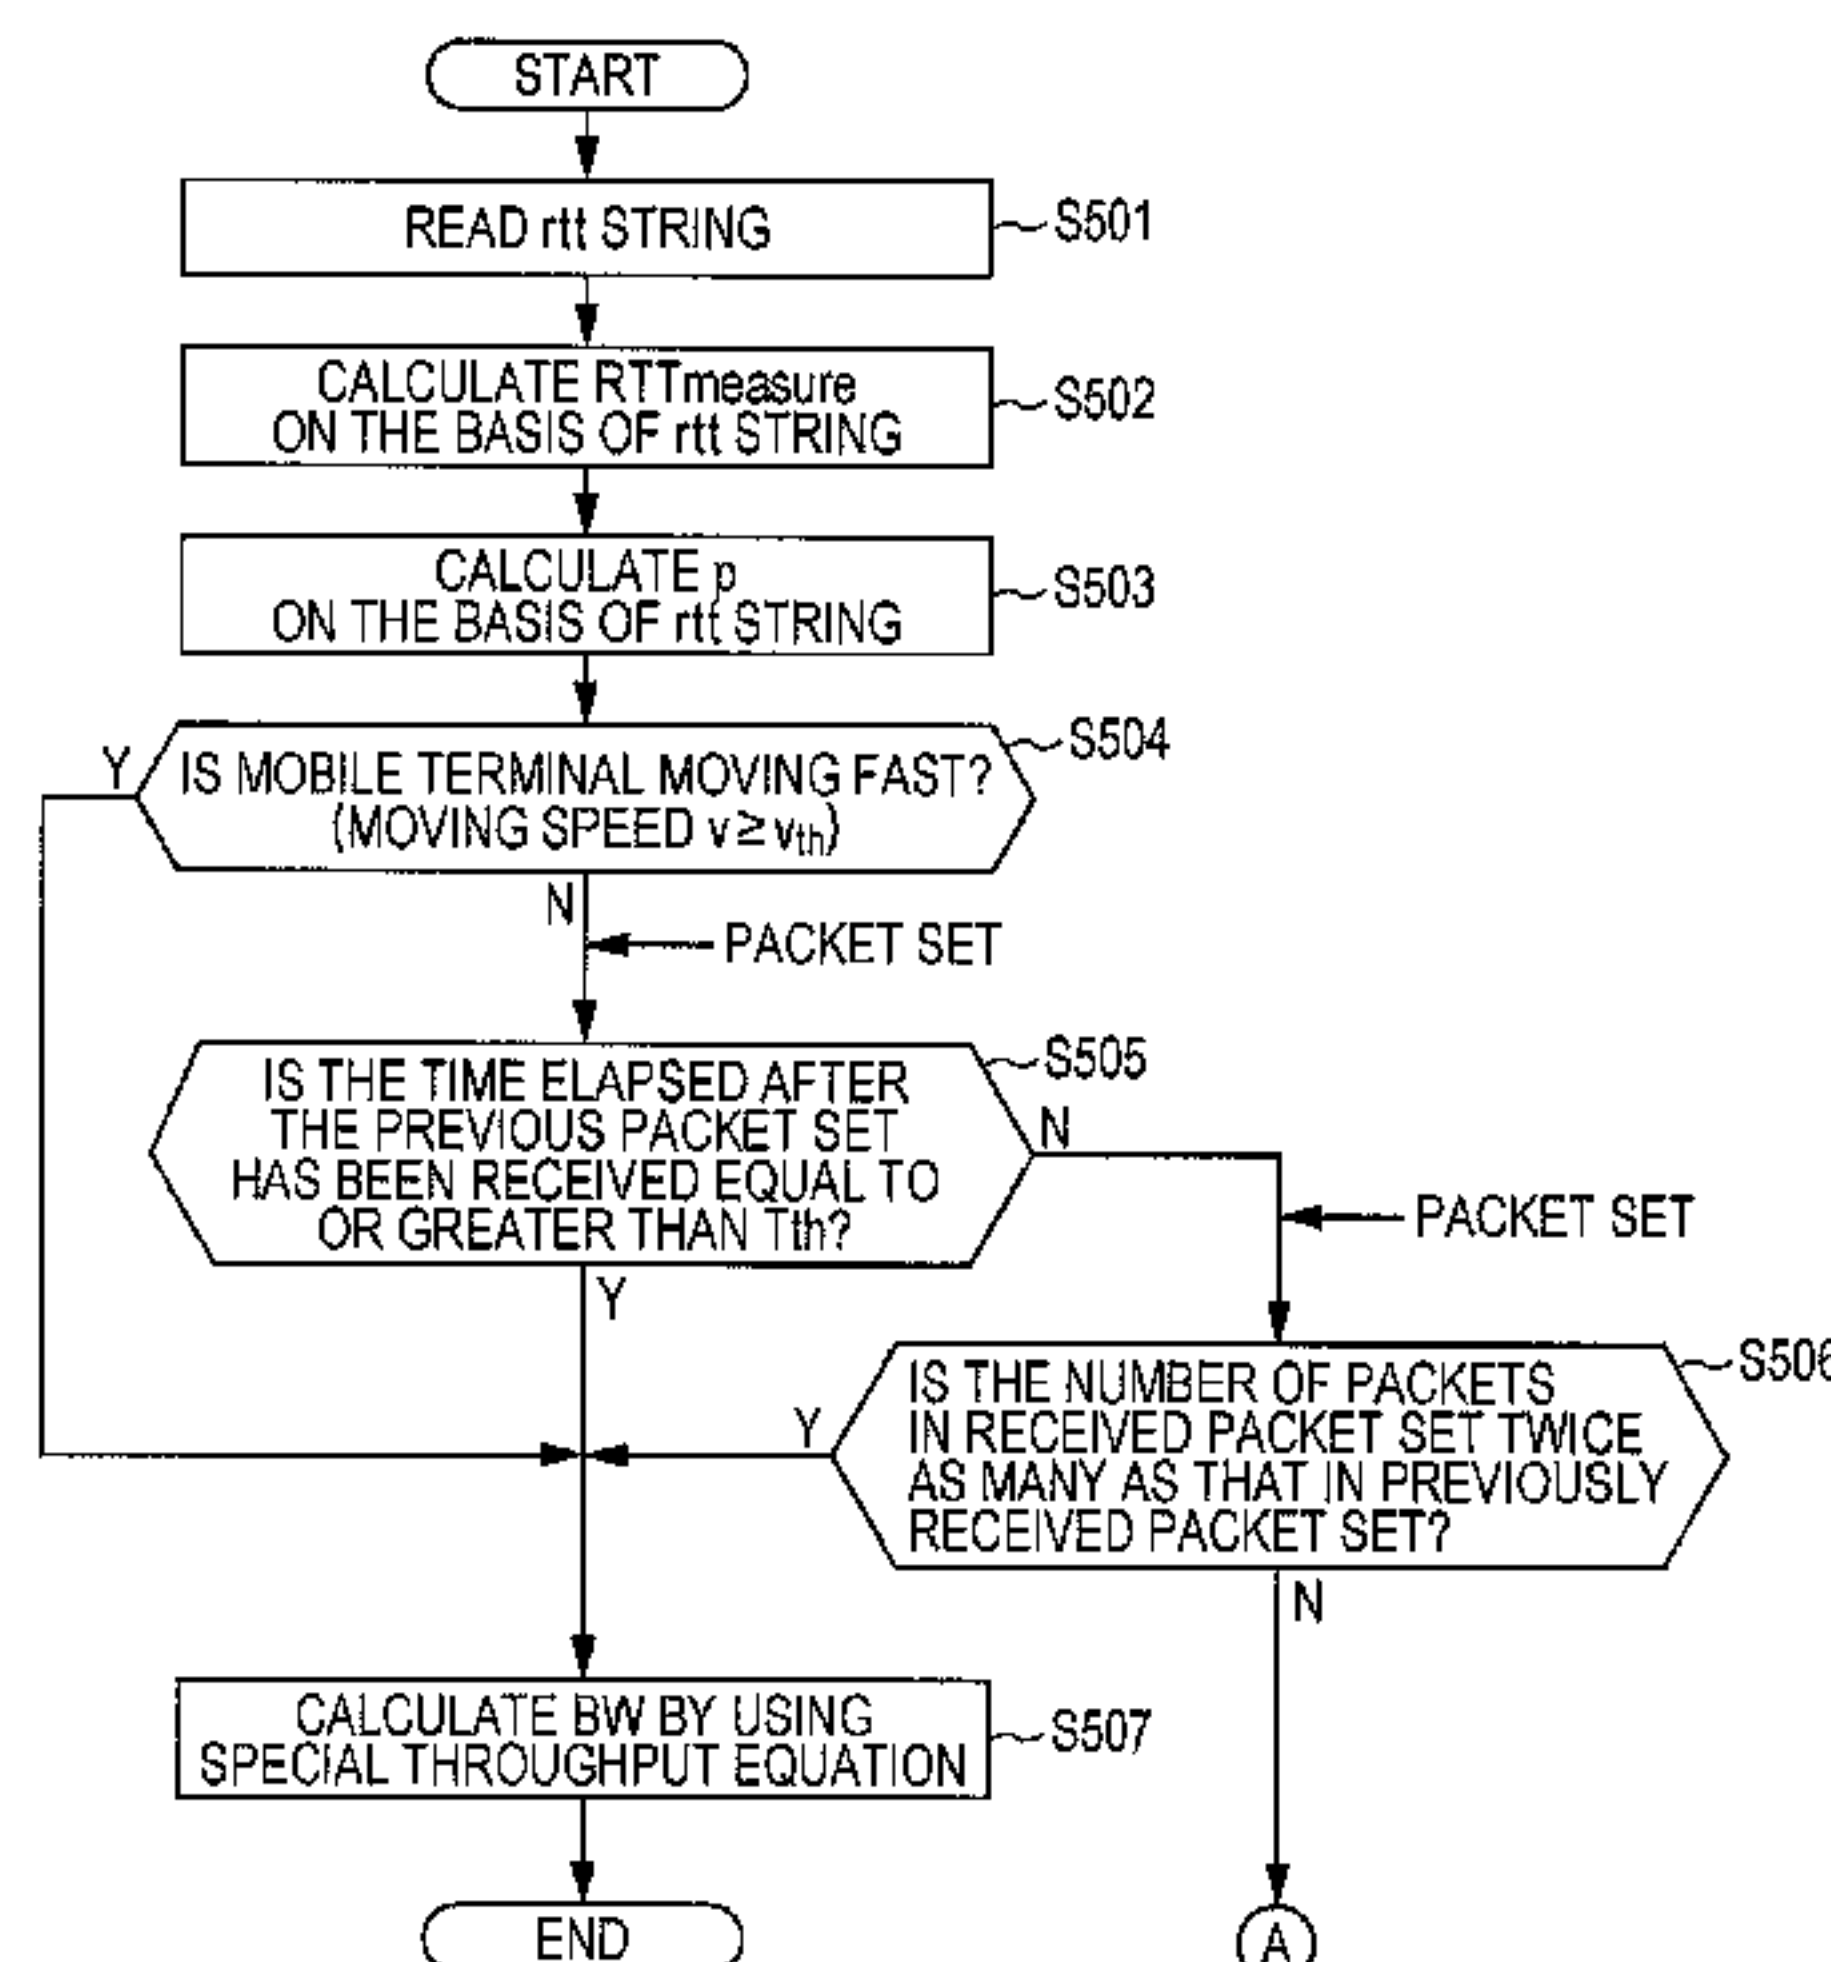 START
READ rtt STRING
S501
CALCULATE RTTmeasure
ON THE BASIS OF rtt STRING
S502
CALCULATE p
ON THE BASIS OF rtt STRING
S503
Y
IS MOBILE TERMINAL MOVING FAST?
(MOVING SPEED v≥vth)
S504
N
PACKET SET
IS THE TIME ELAPSED AFTER
THE PREVIOUS PACKET SET
HAS BEEN RECEIVED EQUAL TO
OR GREATER THAN Tth?
S505
N
PACKET SET
Y
IS THE NUMBER OF PACKETS
IN RECEIVED PACKET SET TWICE
AS MANY AS THAT IN PREVIOUSLY
RECEIVED PACKET SET?
S506
Y
N
CALCULATE BW BY USING
SPECIAL THROUGHPUT EQUATION
S507
END
A